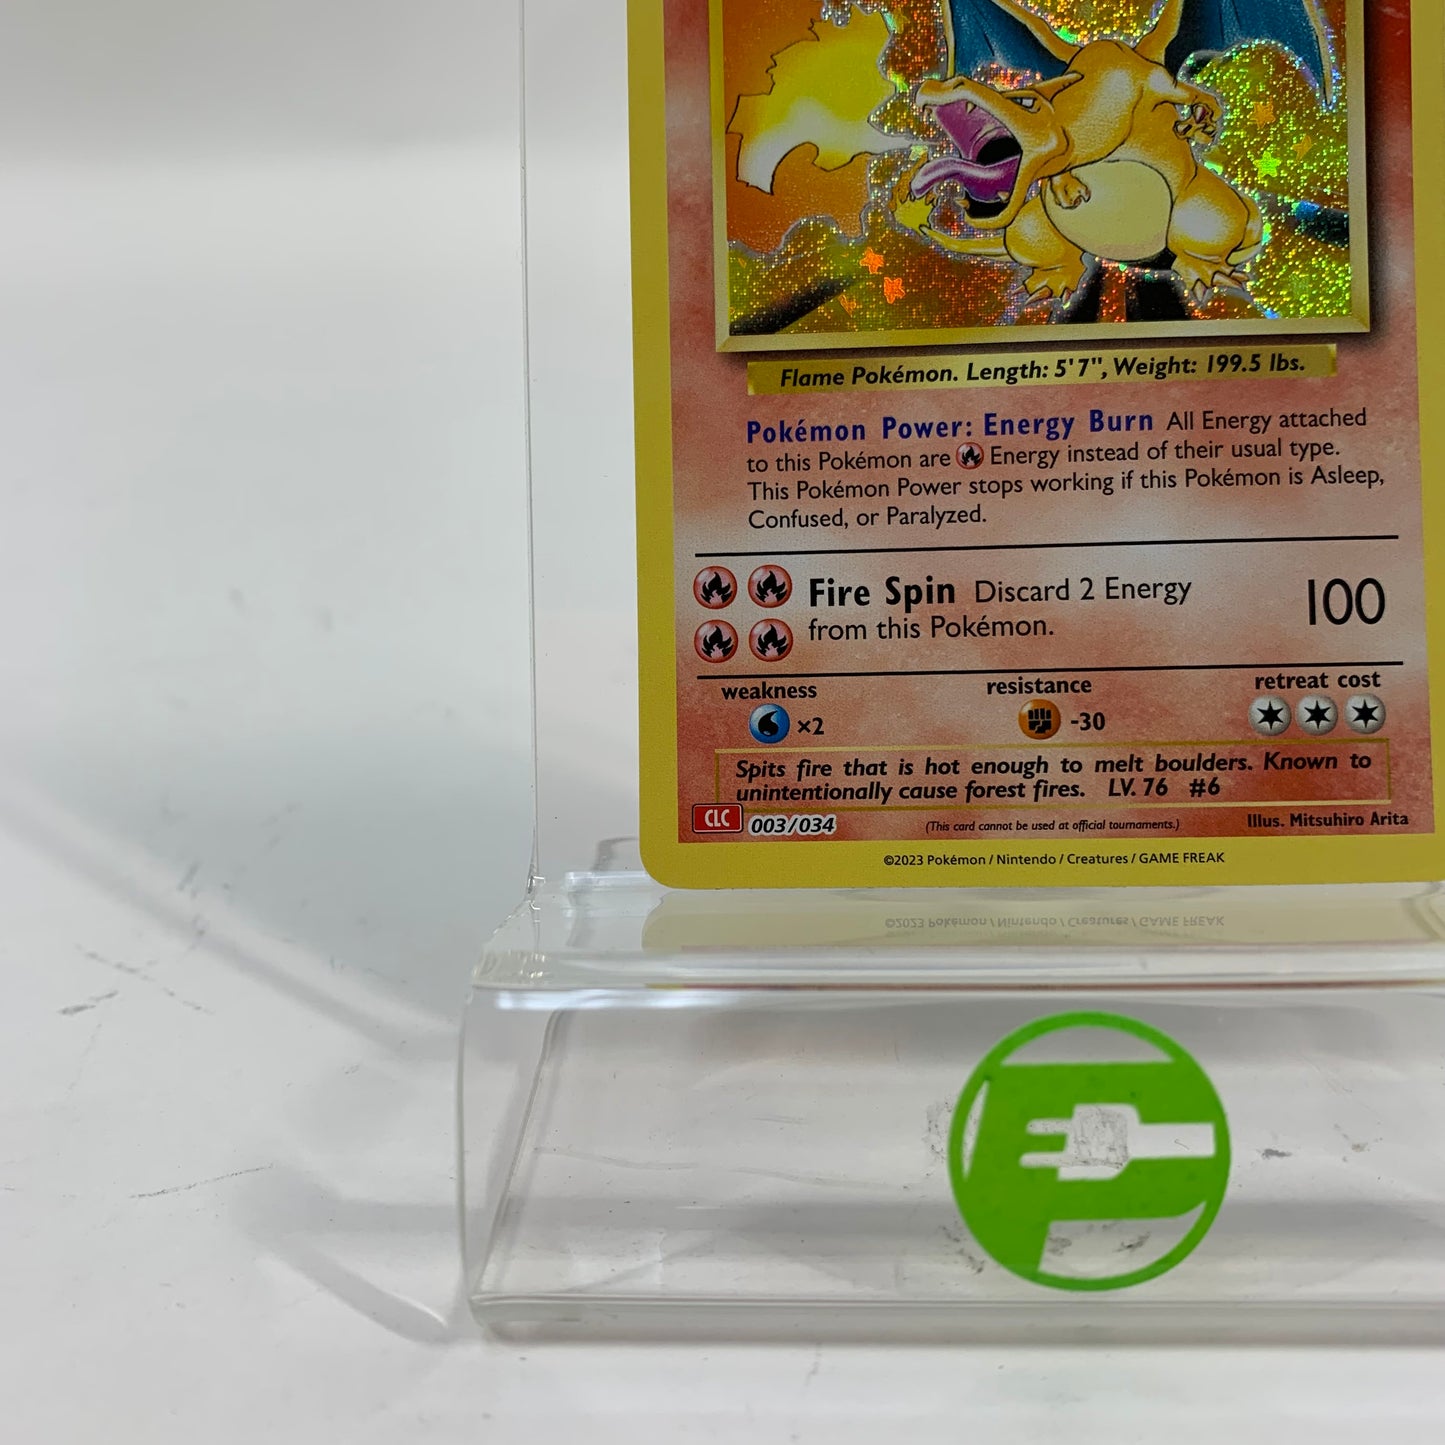 Flame Pokémon. Length: 5'7", Weight: 199.5 lbs.
Pokémon Power: Energy Burn All Energy attached
to this Pokémon are Energy instead of their usual type.
This Pokémon Power stops working if this Pokémon is Asleep,
Confused, or Paralyzed.
Fire Spin Discard 2 Energy
from this Pokémon.
100
weakness
×2
resistance
-30
retreat cost
Spits fire that is hot enough to melt boulders. Known to
unintentionally cause forest fires. LV. 76 #6
CLC 003/034
(This card cannot be used at official tournaments.)
Illus. Mitsuhiro Arita
©2023 Pokémon / Nintendo / Creatures / GAME FREAK